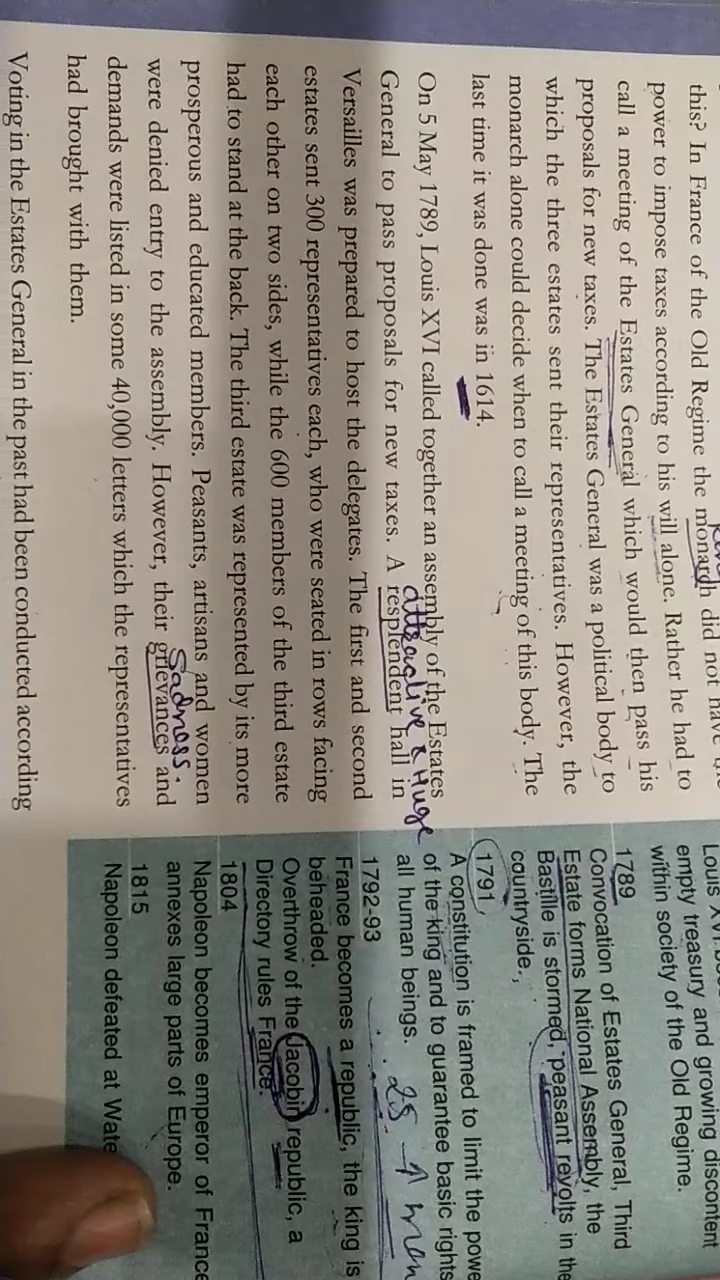 this? In France of the Old Regime the monarch did not have
power to impose taxes according to his will alone. Rather he had to
call a meeting of the Estates General which would then pass his
proposals for new taxes. The Estates General was a political body to
which the three estates sent their representatives. However, the
monarch alone could decide when to call a meeting of this body. The
last time it was done was in 1614.
On 5 May 1789, Louis XVI called together an assembly of the Estates
attractive & Huge
General to pass proposals for new taxes. A resplendent hall in
Versailles was prepared to host the delegates. The first and second
estates sent 300 representatives each, who were seated in rows facing
each other on two sides, while the 600 members of the third estate
had to stand at the back. The third estate was represented by its more
prosperous and educated members. Peasants, artisans and women
Sadness.
were denied entry to the assembly. However, their grievances and
demands were listed in some 40,000 letters which the representatives
had brought with them.
Voting in the Estates General in the past had been conducted according
Louis XVI
empty treasury and growing discontent
within society of the Old Regime.
1789
Convocation of Estates General, Third
Estate forms National Assembly, the
Bastille is stormed, peasant revolts in the
countryside.
1791
A constitution is framed to limit the powe
of the king and to guarantee basic rights
all human beings.
25 ↑ men
1792-93
France becomes a republic, the king is
beheaded.
Overthrow of the Jacobin republic, a
Directory rules France.
1804
Napoleon becomes emperor of France
annexes large parts of Europe.
1815
Napoleon defeated at Wate